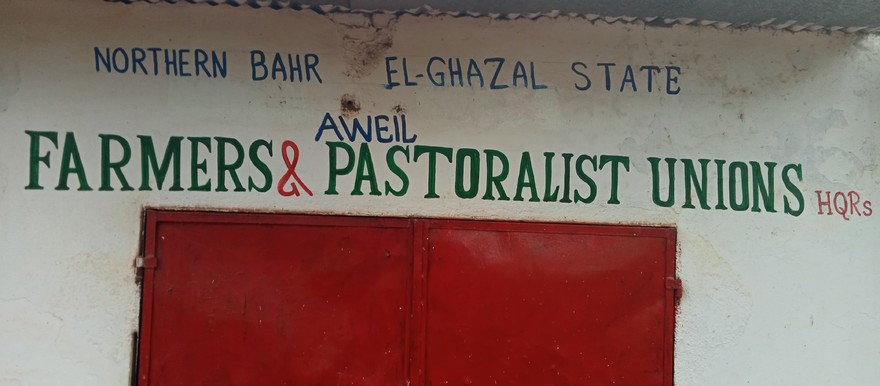 NORTHERN BAHR EL-GHAZAL STATE
AWEIL
FARMERS & PASTORALIST UNIONS HQRs